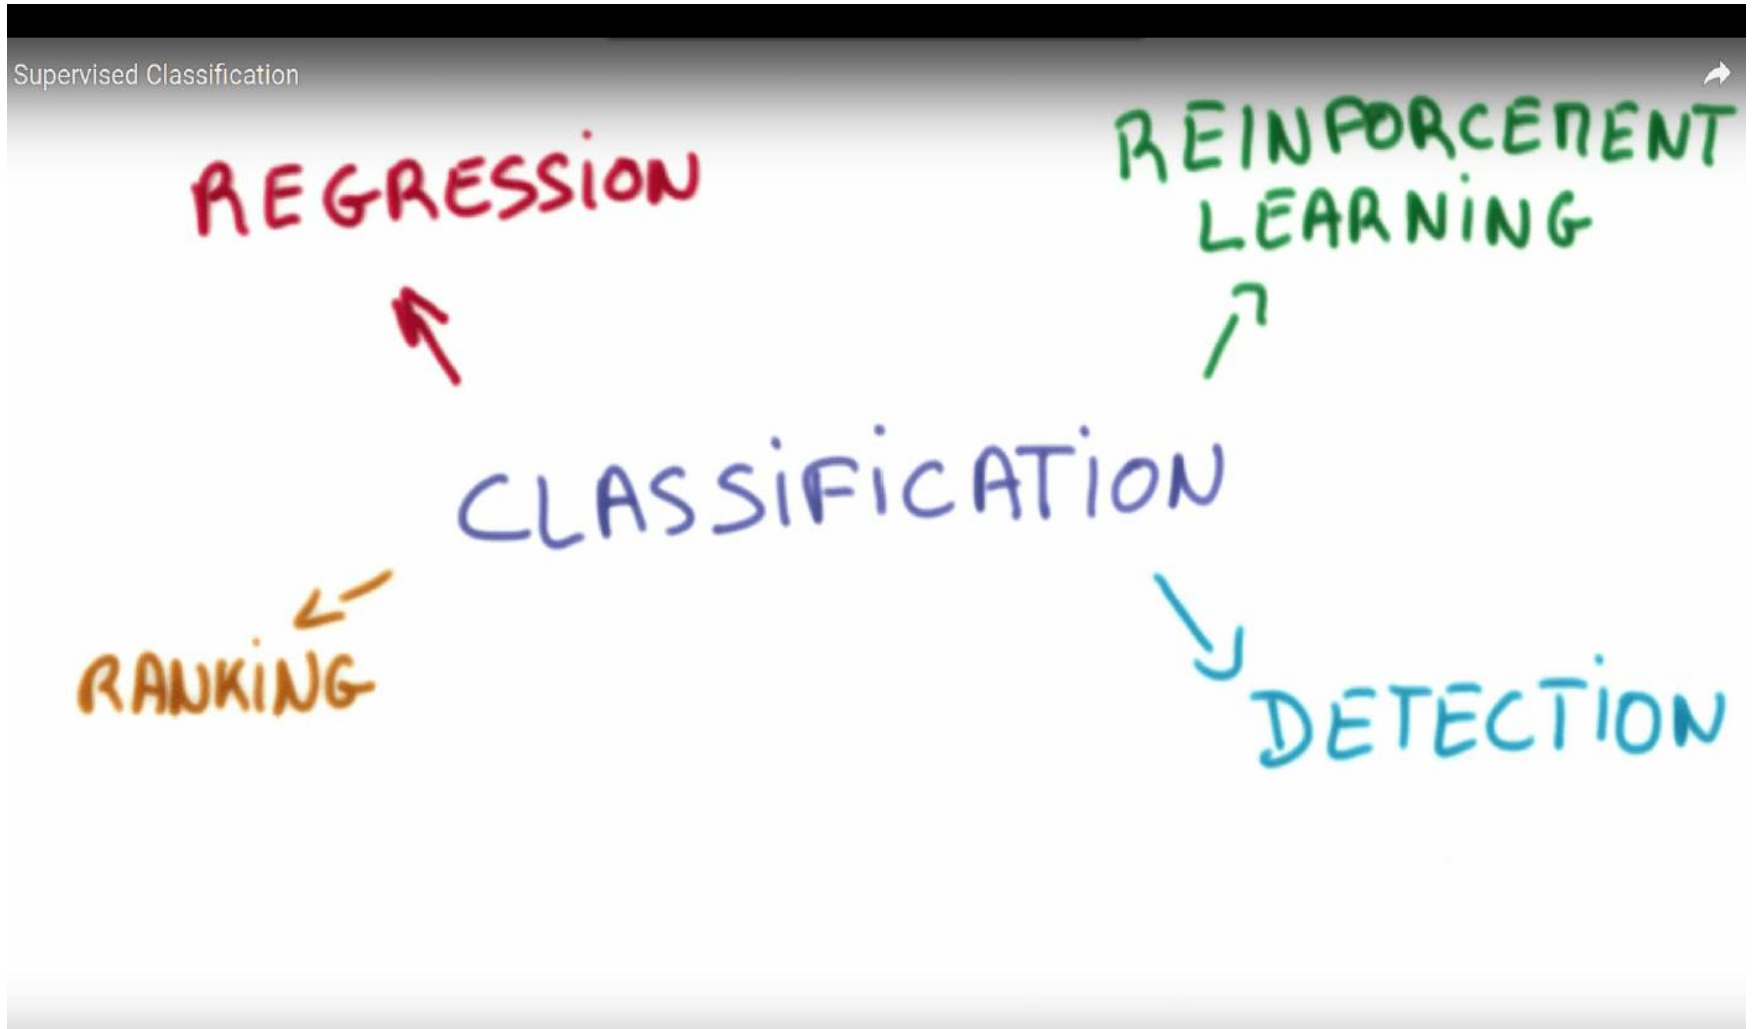 Supervised Classification
REGRESSION
REINFORCEMENT
LEARNING
CLASSIFICATION
RANKING
DETECTION